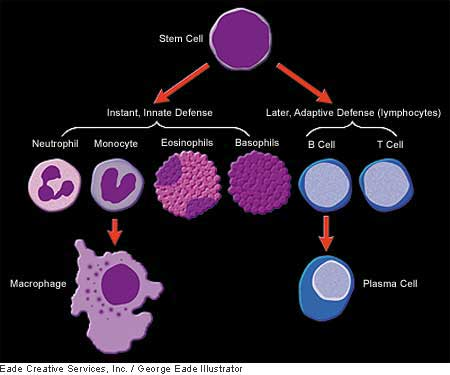 Stem Cell
Instant, Innate Defense
Later, Adaptive Defense (lymphocytes)
Neutrophil
Monocyte
Eosinophils
Basophils
B Cell
T Cell
Macrophage
Plasma Cell
Eade Creative Services, Inc. / George Eade Illustrator